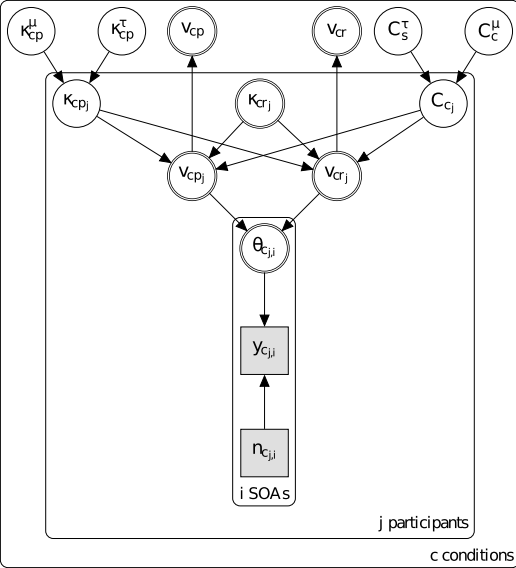 κ^μ_cp κ^τ_cp v_cp v_cr C^τ_s C^μ_c
κ_cp_j κ_cr_j C_c_j
v_cp_j v_cr_j
θ_c_j,i
y_c_j,i
n_c_j,i
i SOAs
j participants
c conditions